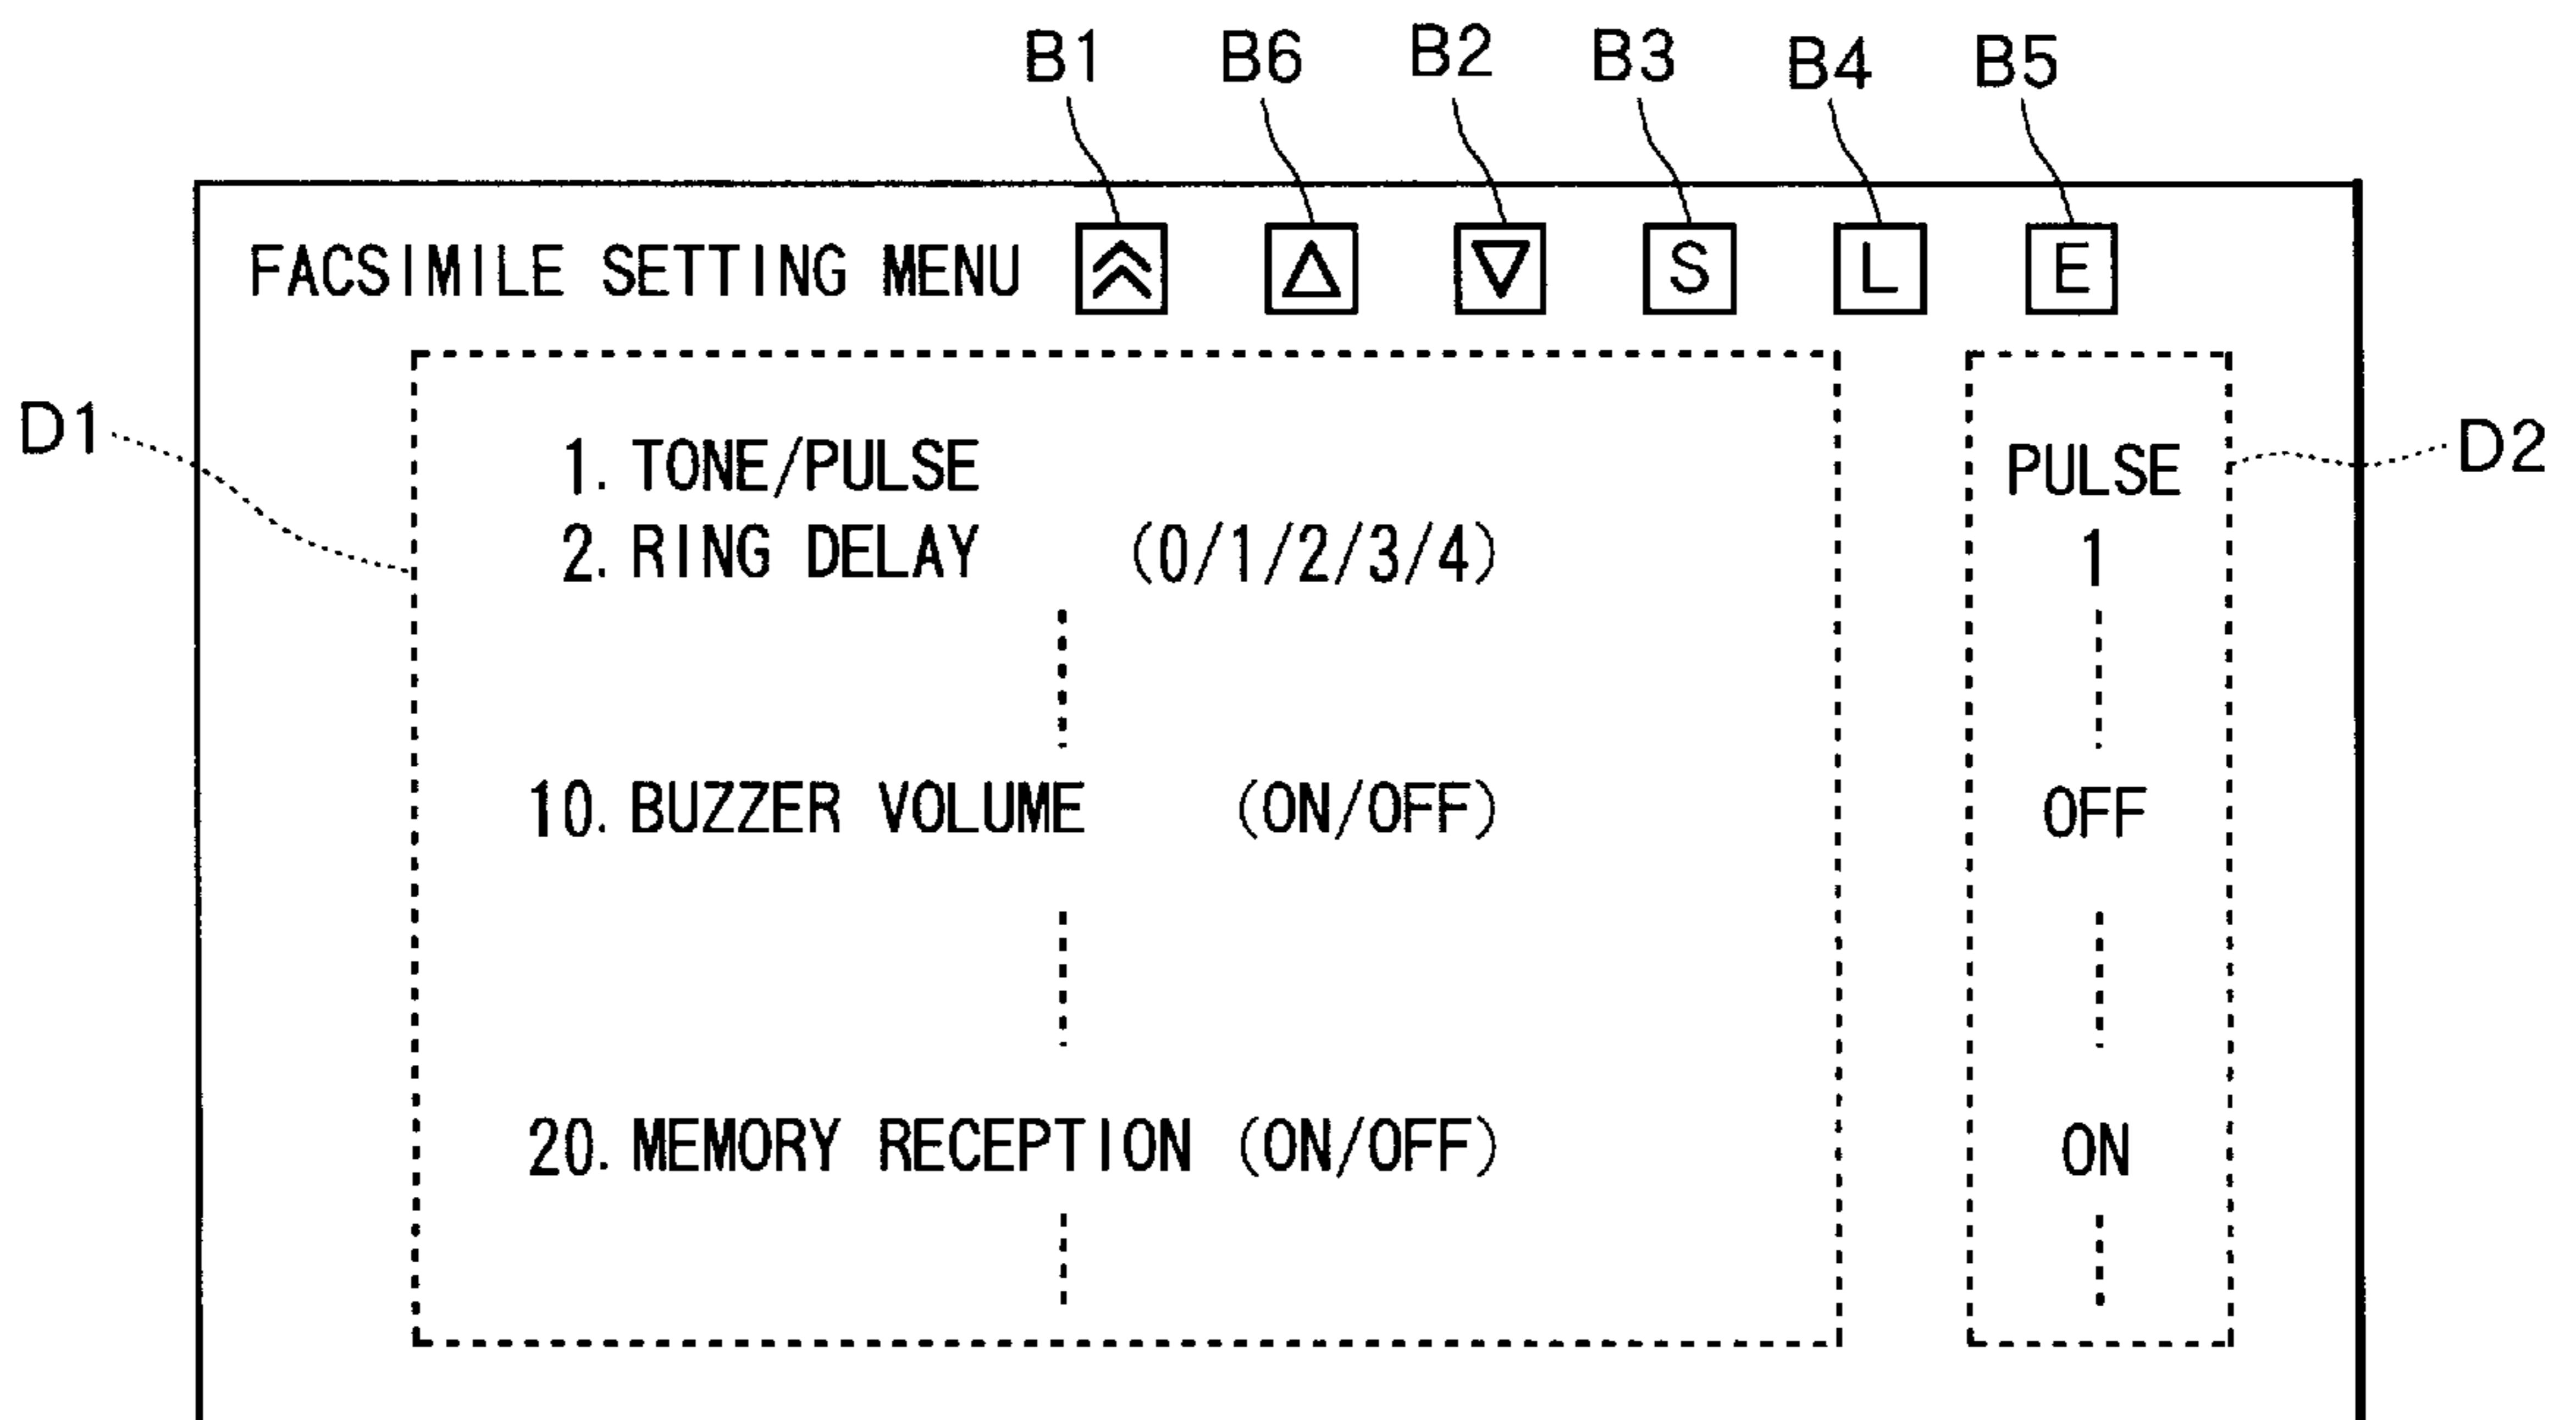 B1 B6 B2 B3 B4 B5
FACSIMILE SETTING MENU S L E
D1
1. TONE/PULSE PULSE
D2
2. RING DELAY (0/1/2/3/4) 1
10. BUZZER VOLUME (ON/OFF) OFF
20. MEMORY RECEPTION (ON/OFF) ON